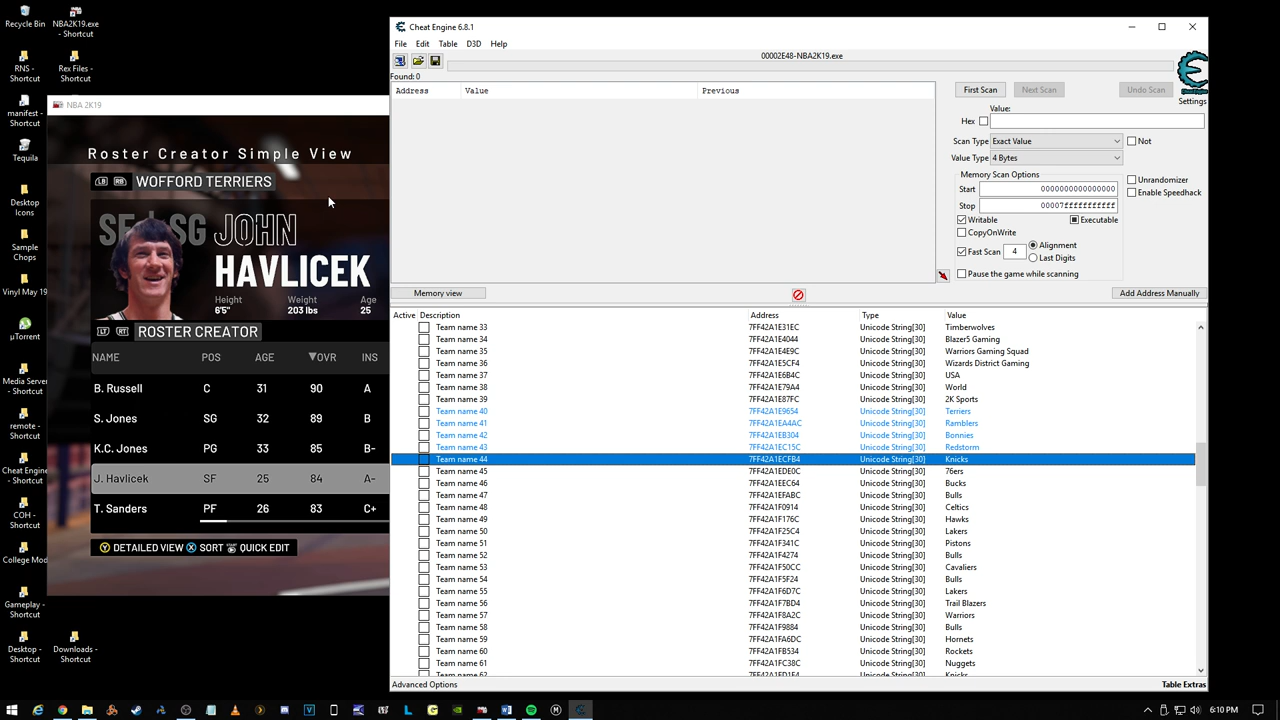 Recycle Bin
NBA2K19.exe - Shortcut
RNS - Shortcut
Rex Files - Shortcut
manifest - Shortcut
Tequila
Desktop Icons
Sample Chops
Vinyl May 19
µTorrent
Media Server - Shortcut
remote - Shortcut
Cheat Engine - Shortcut
COH - Shortcut
College Mod
Gameplay - Shortcut
Desktop - Shortcut
Downloads - Shortcut
NBA 2K19
Roster Creator Simple View
LB RB WOFFORD TERRIERS
SF SG JOHN
HAVLICEK
Height Weight Age
6'5" 203 lbs 25
LT RT ROSTER CREATOR
NAME POS AGE ▼OVR INS
B. Russell C 31 90 A
S. Jones SG 32 89 B
K.C. Jones PG 33 85 B-
J. Havlicek SF 25 84 A-
T. Sanders PF 26 83 C+
Y DETAILED VIEW X SORT START QUICK EDIT
Cheat Engine 6.8.1
File Edit Table D3D Help
00002E48-NBA2K19.exe
Found: 0
Address Value Previous
First Scan Next Scan Undo Scan
Settings
Value:
Hex
Scan Type Exact Value Not
Value Type 4 Bytes
Memory Scan Options
Start 0000000000000000
Stop 00007fffffffffff
Writable Executable
CopyOnWrite
Fast Scan 4 Alignment
Last Digits
Pause the game while scanning
Unrandomizer
Enable Speedhack
Memory view Add Address Manually
Active Description Address Type Value
Team name 33 7FF42A1E31EC Unicode String[30] Timberwolves
Team name 34 7FF42A1E4044 Unicode String[30] Blazer5 Gaming
Team name 35 7FF42A1E4E9C Unicode String[30] Warriors Gaming Squad
Team name 36 7FF42A1E5CF4 Unicode String[30] Wizards District Gaming
Team name 37 7FF42A1E6B4C Unicode String[30] USA
Team name 38 7FF42A1E79A4 Unicode String[30] World
Team name 39 7FF42A1E87FC Unicode String[30] 2K Sports
Team name 40 7FF42A1E9654 Unicode String[30] Terriers
Team name 41 7FF42A1EA4AC Unicode String[30] Ramblers
Team name 42 7FF42A1EB304 Unicode String[30] Bonnies
Team name 43 7FF42A1EC15C Unicode String[30] Redstorm
Team name 44 7FF42A1ECFB4 Unicode String[30] Knicks
Team name 45 7FF42A1EDE0C Unicode String[30] 76ers
Team name 46 7FF42A1EEC64 Unicode String[30] Bucks
Team name 47 7FF42A1EFABC Unicode String[30] Bulls
Team name 48 7FF42A1F0914 Unicode String[30] Celtics
Team name 49 7FF42A1F176C Unicode String[30] Hawks
Team name 50 7FF42A1F25C4 Unicode String[30] Lakers
Team name 51 7FF42A1F341C Unicode String[30] Pistons
Team name 52 7FF42A1F4274 Unicode String[30] Bulls
Team name 53 7FF42A1F50CC Unicode String[30] Cavaliers
Team name 54 7FF42A1F5F24 Unicode String[30] Bulls
Team name 55 7FF42A1F6D7C Unicode String[30] Lakers
Team name 56 7FF42A1F7BD4 Unicode String[30] Trail Blazers
Team name 57 7FF42A1F8A2C Unicode String[30] Warriors
Team name 58 7FF42A1F9884 Unicode String[30] Bulls
Team name 59 7FF42A1FA6DC Unicode String[30] Hornets
Team name 60 7FF42A1FB534 Unicode String[30] Rockets
Team name 61 7FF42A1FC38C Unicode String[30] Nuggets
Team name 62 7FF42A1FD1E4 Unicode String[30] Knicks
Advanced Options Table Extras
6:10 PM